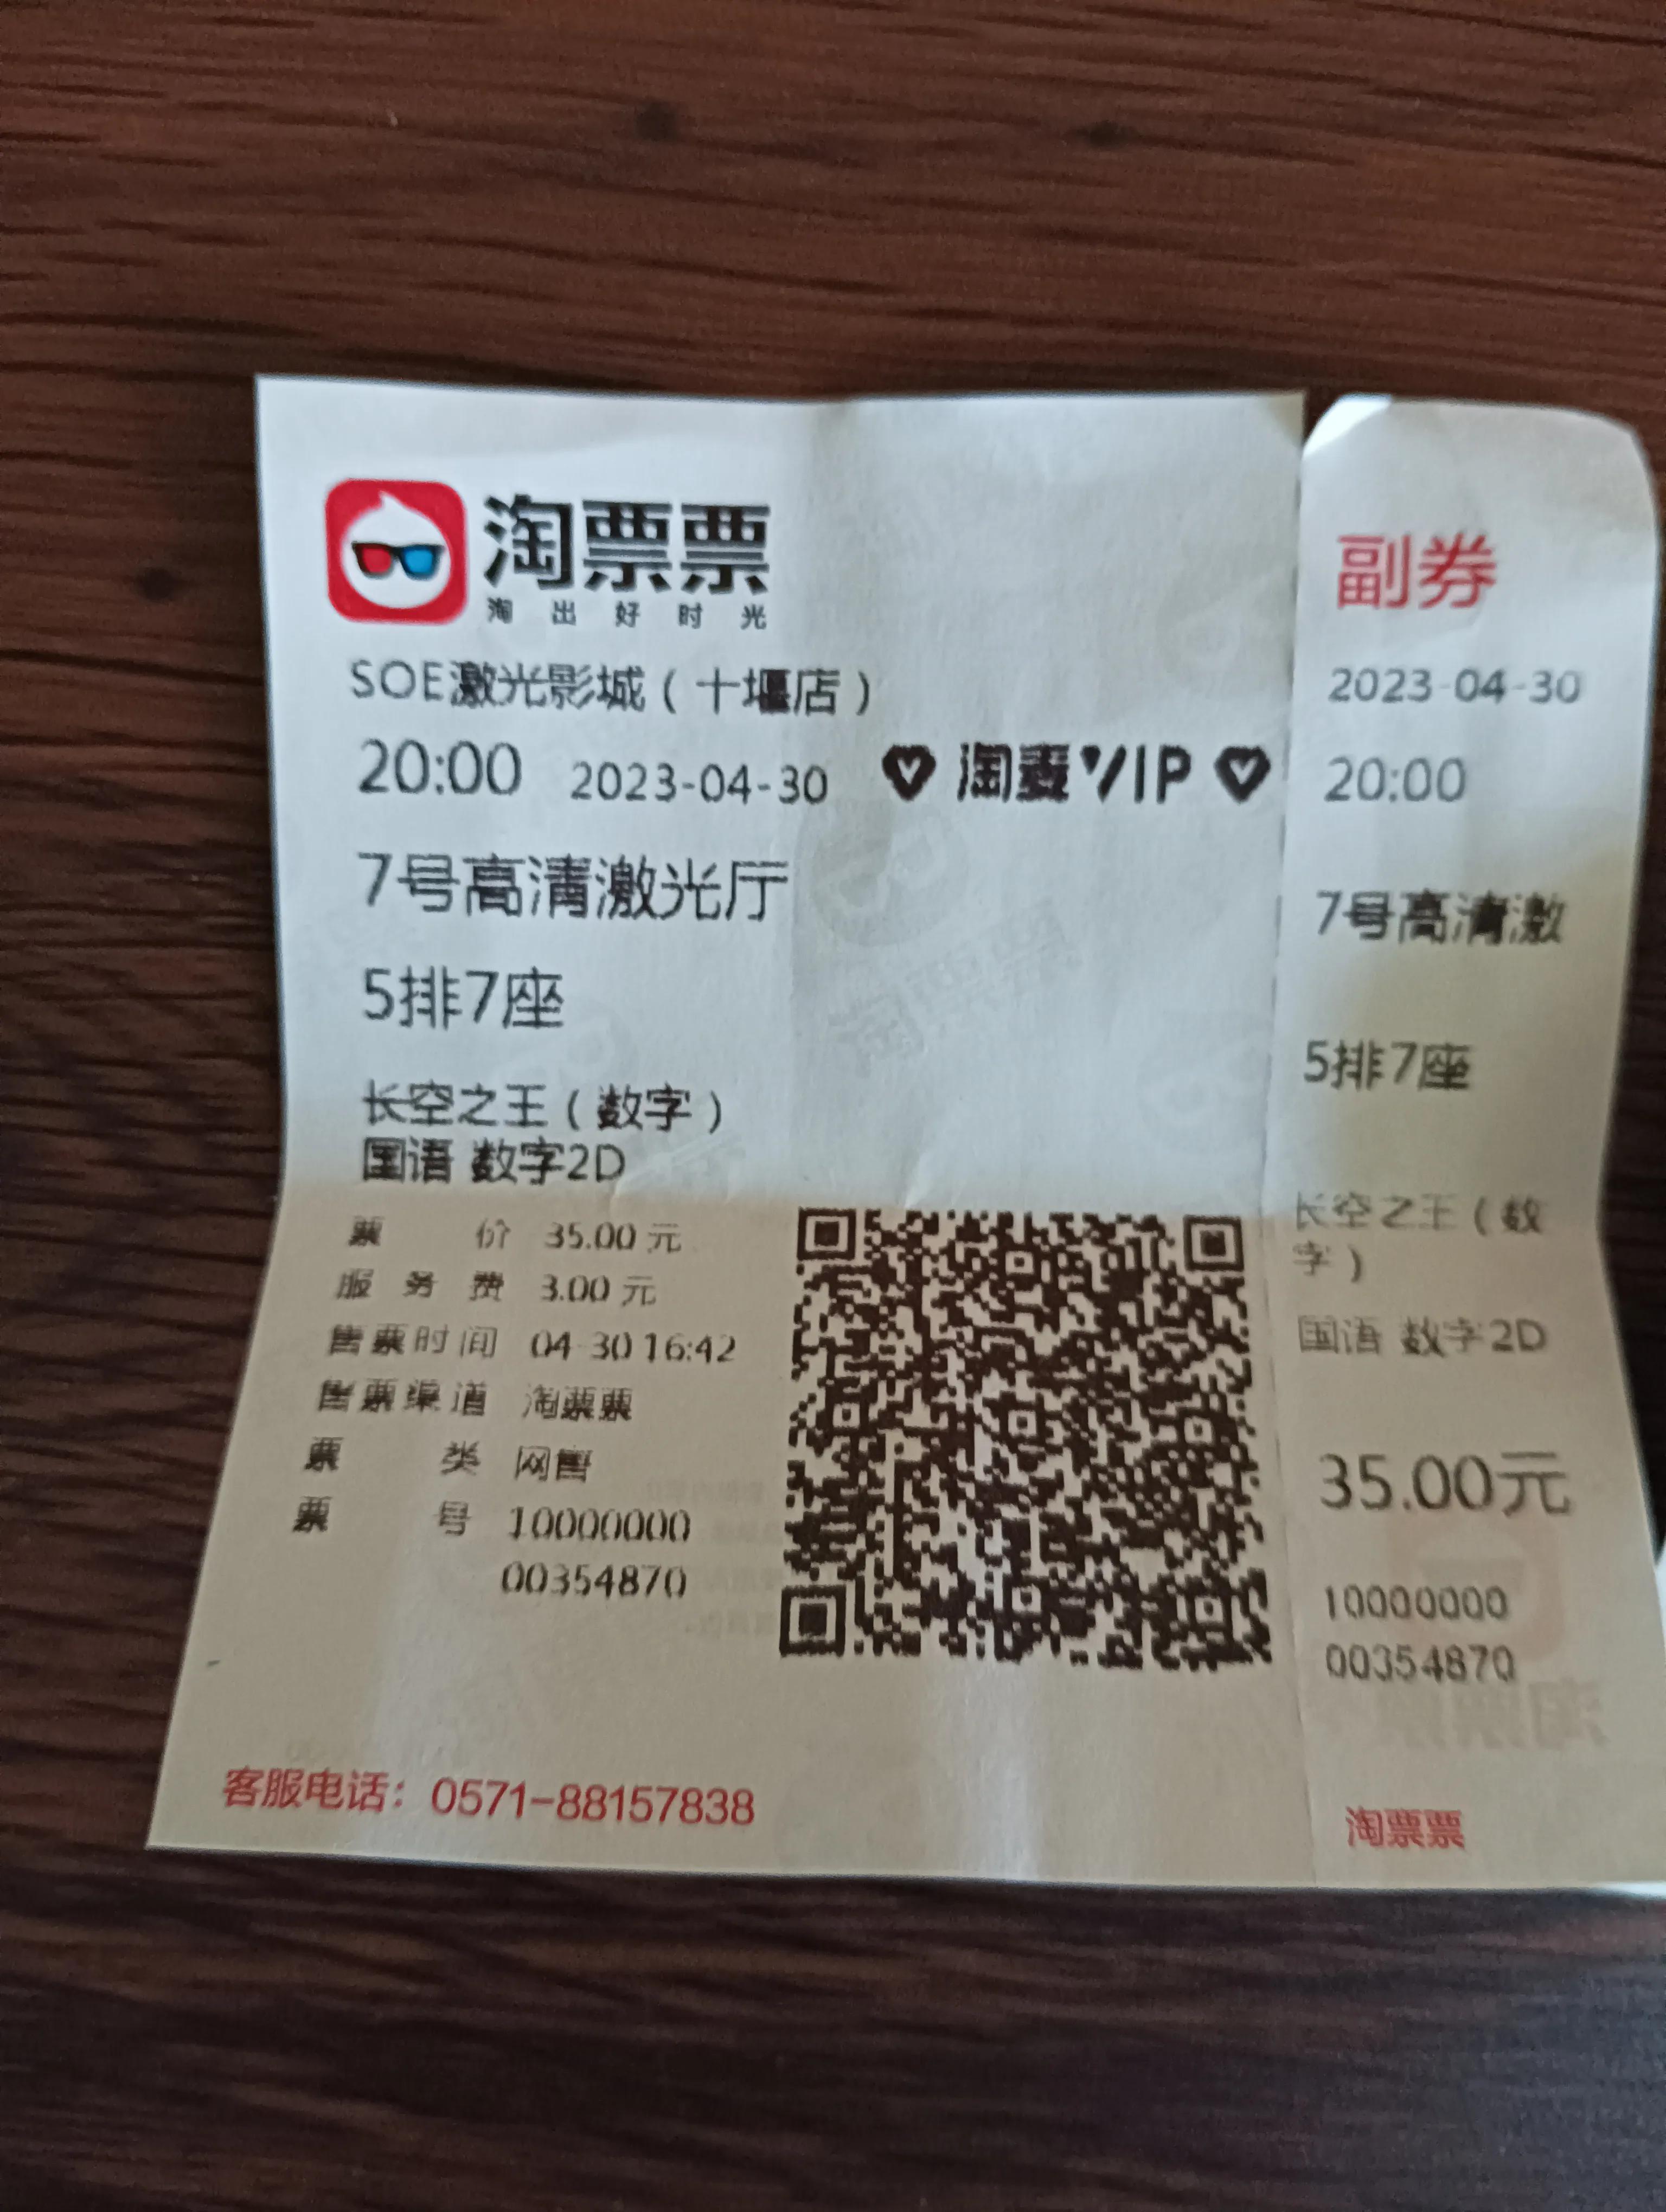 淘票票
淘出好时光
SOE激光影城（十堰店）
20:00 2023-04-30 淘麦VIP
7号高清激光厅
5排7座
长空之王（数字）
国语 数字2D
票价 35.00 元
服务费 3.00 元
售票时间 04-30 16:42
售票渠道 淘票票
票类 网售
票号 10000000
00354870
客服电话：0571-88157838
副券
2023-04-30
20:00
7号高清激
5排7座
长空之王（数
字）
国语 数字2D
35.00元
10000000
00354870
淘票票